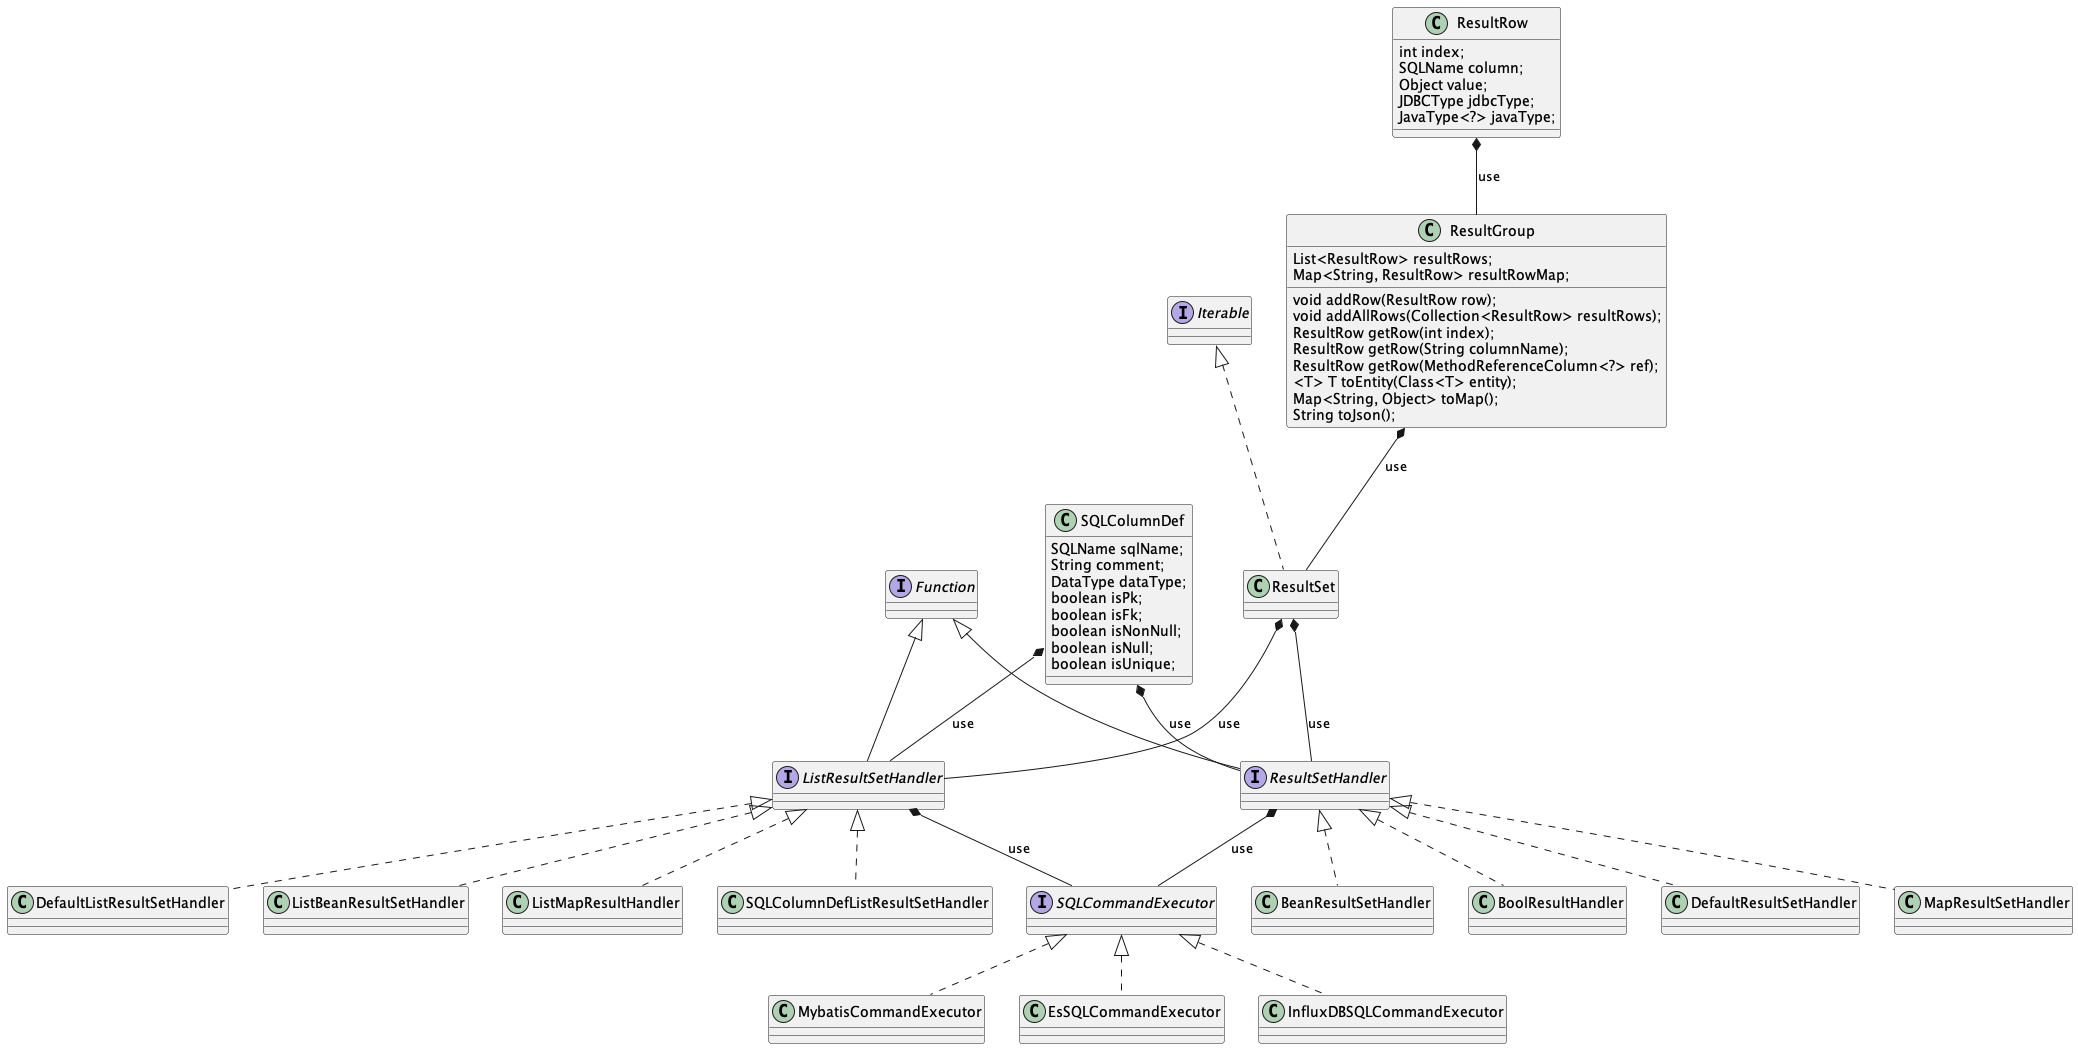 C ResultRow
int index;
SQLName column;
Object value;
JDBCType jdbcType;
JavaType<?> javaType;
use
C ResultGroup
List<ResultRow> resultRows;
Map<String, ResultRow> resultRowMap;
void addRow(ResultRow row);
void addAllRows(Collection<ResultRow> resultRows);
ResultRow getRow(int index);
ResultRow getRow(String columnName);
ResultRow getRow(MethodReferenceColumn<?> ref);
<T> T toEntity(Class<T> entity);
Map<String, Object> toMap();
String toJson();
I Iterable
use
C SQLColumnDef
SQLName sqlName;
String comment;
DataType dataType;
boolean isPk;
boolean isFk;
boolean isNonNull;
boolean isNull;
boolean isUnique;
I Function
C ResultSet
use
use
use
use
I ListResultSetHandler
I ResultSetHandler
use
use
C DefaultListResultSetHandler
C ListBeanResultSetHandler
C ListMapResultHandler
C SQLColumnDefListResultSetHandler
I SQLCommandExecutor
C BeanResultSetHandler
C BoolResultHandler
C DefaultResultSetHandler
C MapResultSetHandler
C MybatisCommandExecutor
C EsSQLCommandExecutor
C InfluxDBSQLCommandExecutor